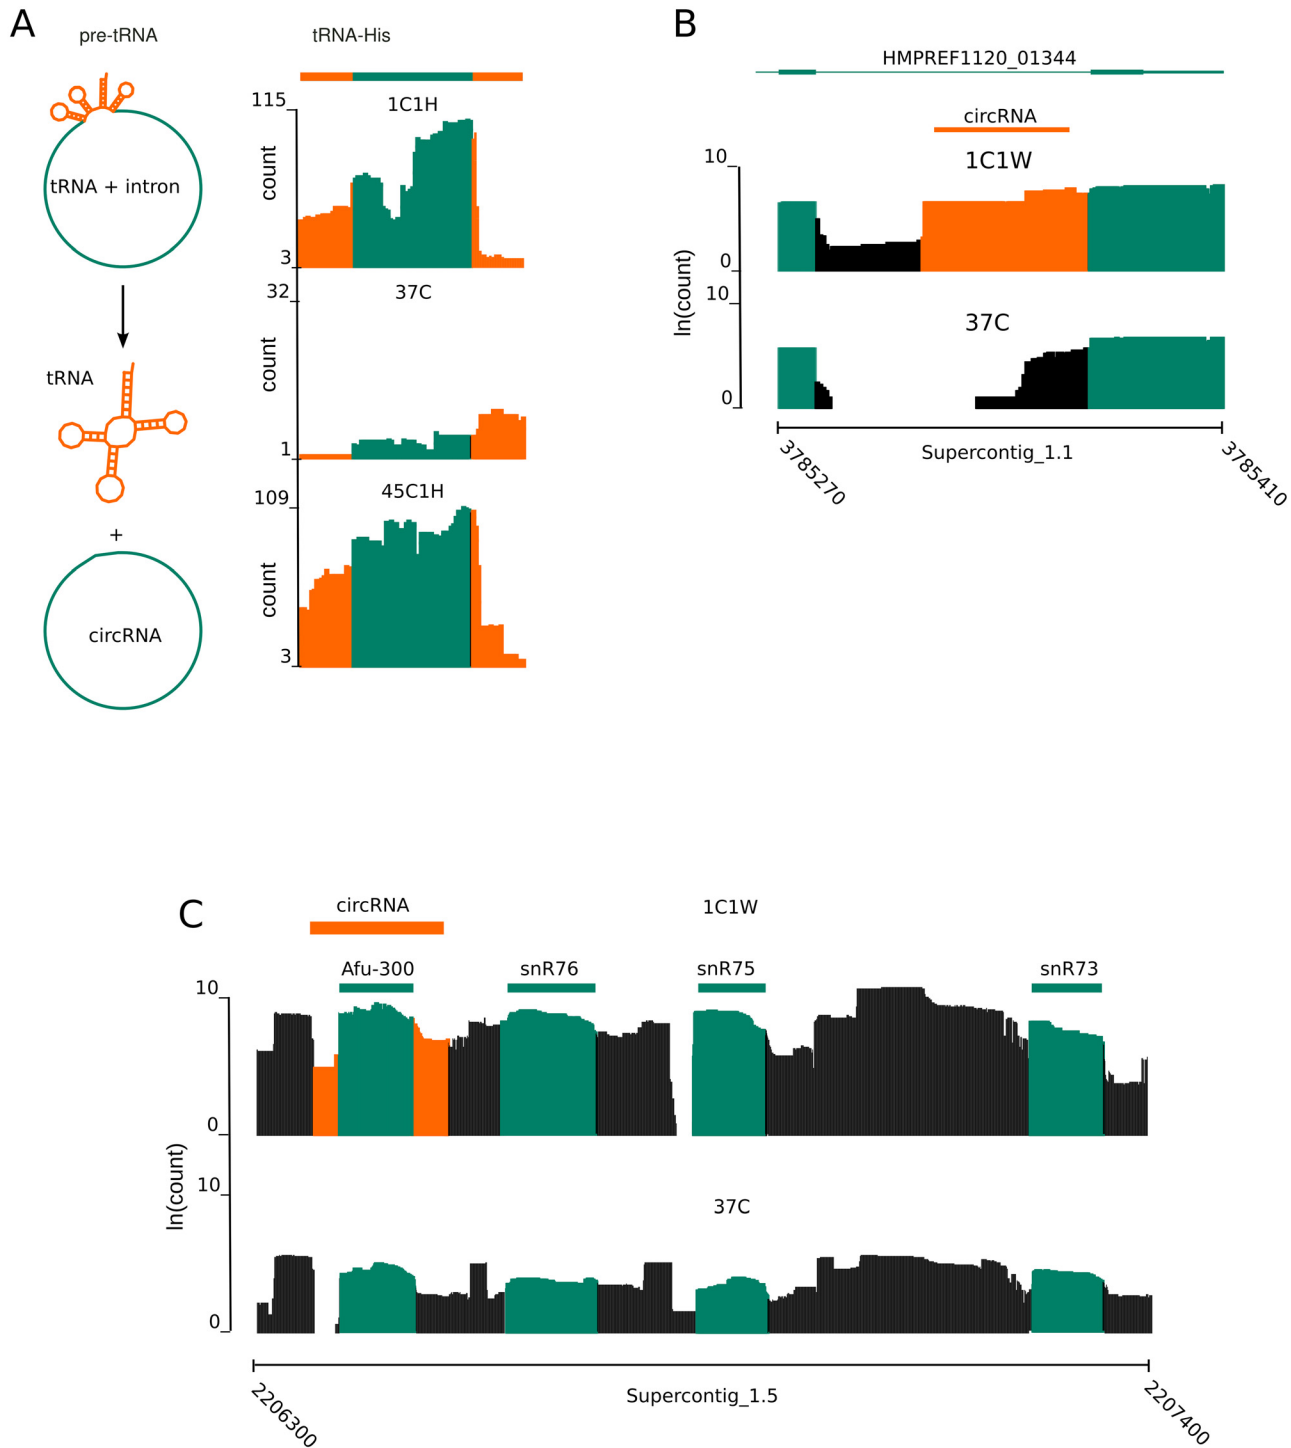 A
pre-tRNA
tRNA + intron
tRNA
+
circRNA
tRNA-His
1C1H
115
count
3
37C
32
count
1
45C1H
109
count
3
B
HMPREF1120_01344
circRNA
1C1W
10
0
ln(count)
10
37C
0
Supercontig_1.1
3785270
3785410
C
circRNA
1C1W
Afu-300
snR76
snR75
snR73
10
0
ln(count)
10
37C
0
Supercontig_1.5
2206300
2207400